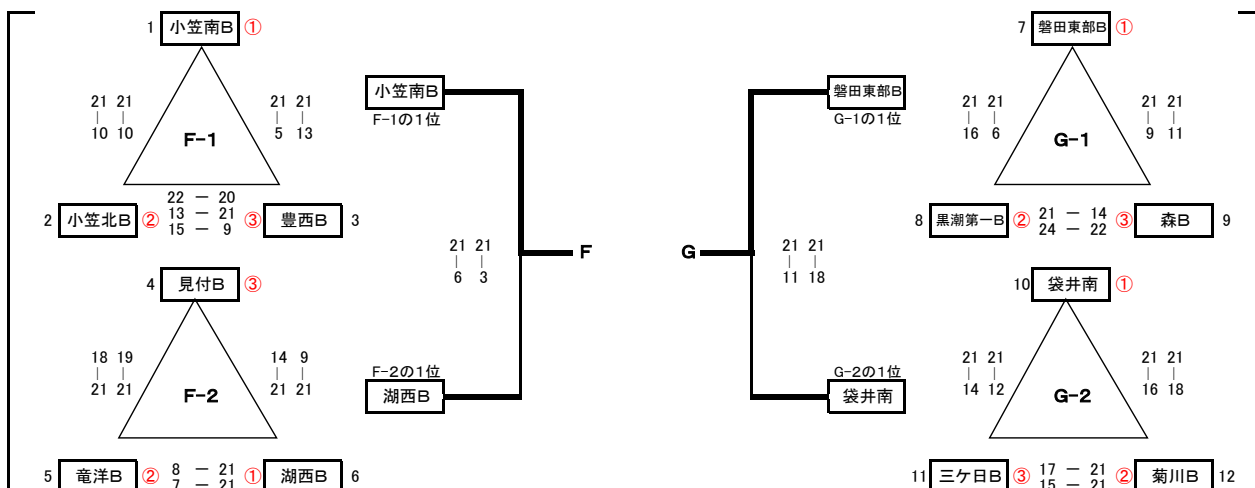 1 小笠南B ①
21 21
| |
10 10
21 21
| |
5 13
F-1
22 － 20
13 － 21
15 － 9
2 小笠北B ②
③ 豊西B 3
4 見付B ③
18 19
| |
21 21
14 9
| |
21 21
F-2
5 竜洋B ②
8 － 21
7 － 21
① 湖西B 6
小笠南B
F-1の1位
21 21
| |
6 3
F
F-2の1位
湖西B
磐田東部B
G-1の1位
G
21 21
| |
11 18
G-2の1位
袋井南
7 磐田東部B ①
21 21
| |
16 6
21 21
| |
9 11
G-1
8 黒潮第一B ②
21 － 14
24 － 22
③ 森B 9
10 袋井南 ①
21 21
| |
14 12
21 21
| |
16 18
G-2
11 三ケ日B ③
17 － 21
15 － 21
② 菊川B 12